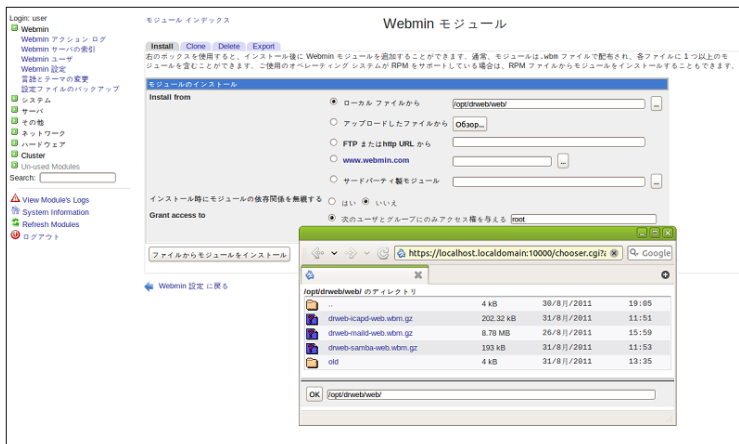 Login: user
Webmin
Webmin アクション ログ
Webmin サーバの索引
Webmin ユーザ
Webmin 設定
言語とテーマの変更
設定ファイルのバックアップ
システム
サーバ
その他
ネットワーク
ハードウェア
Cluster
Un-used Modules
Search:
View Module's Logs
System Information
Refresh Modules
ログアウト
モジュール インデックス
Webmin モジュール
Install Clone Delete Export
右のボックスを使用すると、インストール後に Webmin モジュールを追加することができます。通常、モジュールは.wbm ファイルで配布され、各ファイルに 1 つ以上のモ
ジュールを含むことができます。ご使用のオペレーティング システムが RPM をサポートしている場合は、RPM ファイルからモジュールをインストールすることもできます。
モジュールのインストール
Install from
ローカル ファイルから /opt/drweb/web/ ...
アップロードしたファイルから Обзор...
FTP またはhttp URL から
www.webmin.com ...
サードパーティ製モジュール ...
インストール時にモジュールの依存関係を無視する はい いいえ
Grant access to 次のユーザとグループにのみアクセス権を与える root
ファイルからモジュールをインストール
Webmin 設定 に戻る
https://localhost.localdomain:10000/chooser.cgi?a
Google
/opt/drweb/web/ のディレクトリ
.. 4 kB 30/8月/2011 19:05
drweb-icapd-web.wbm.gz 202.32 kB 31/8月/2011 11:51
drweb-maild-web.wbm.gz 8.78 MB 26/8月/2011 15:59
drweb-samba-web.wbm.gz 193 kB 31/8月/2011 11:53
old 4 kB 31/8月/2011 13:35
OK /opt/drweb/web/